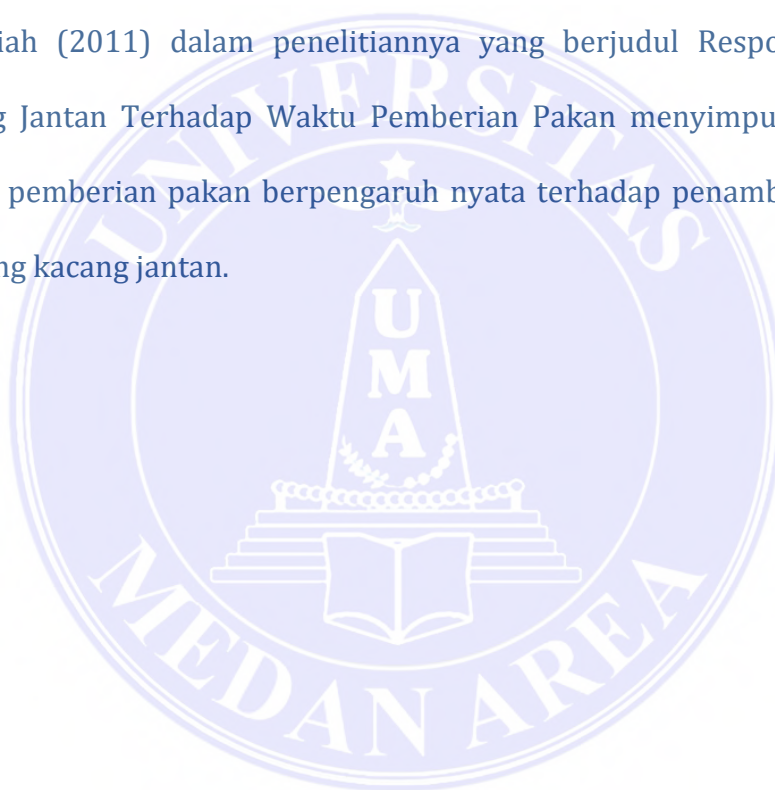 iah (2011) dalam penelitiannya yang berjudul Respo
g Jantan Terhadap Waktu Pemberian Pakan menyimpu
pemberian pakan berpengaruh nyata terhadap penamb
ng kacang jantan.
UNIVERSITAS
UMA
MEDAN AREA